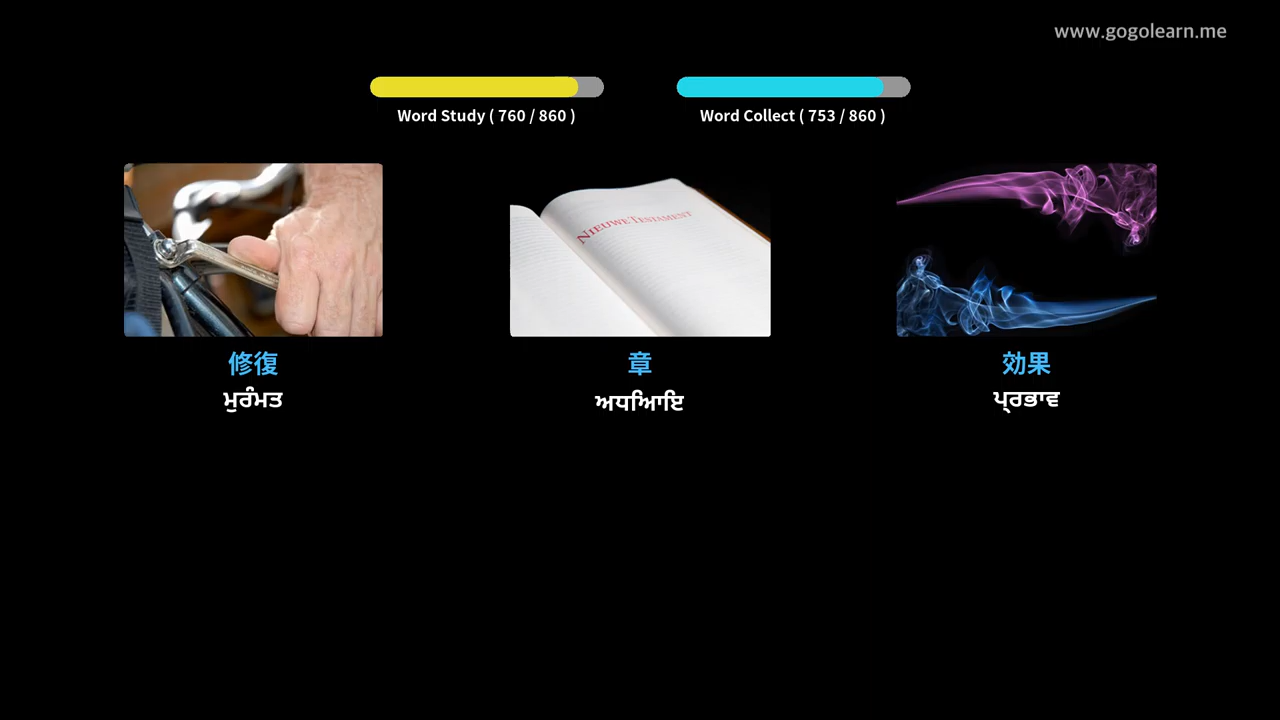 www.gogolearn.me
Word Study ( 760 / 860 )
Word Collect ( 753 / 860 )
NIEUWE TESTAMENT
修復
章
効果
ਮੁਰੰਮਤ
ਅਧਿਆਇ
ਪ੍ਰਭਾਵ